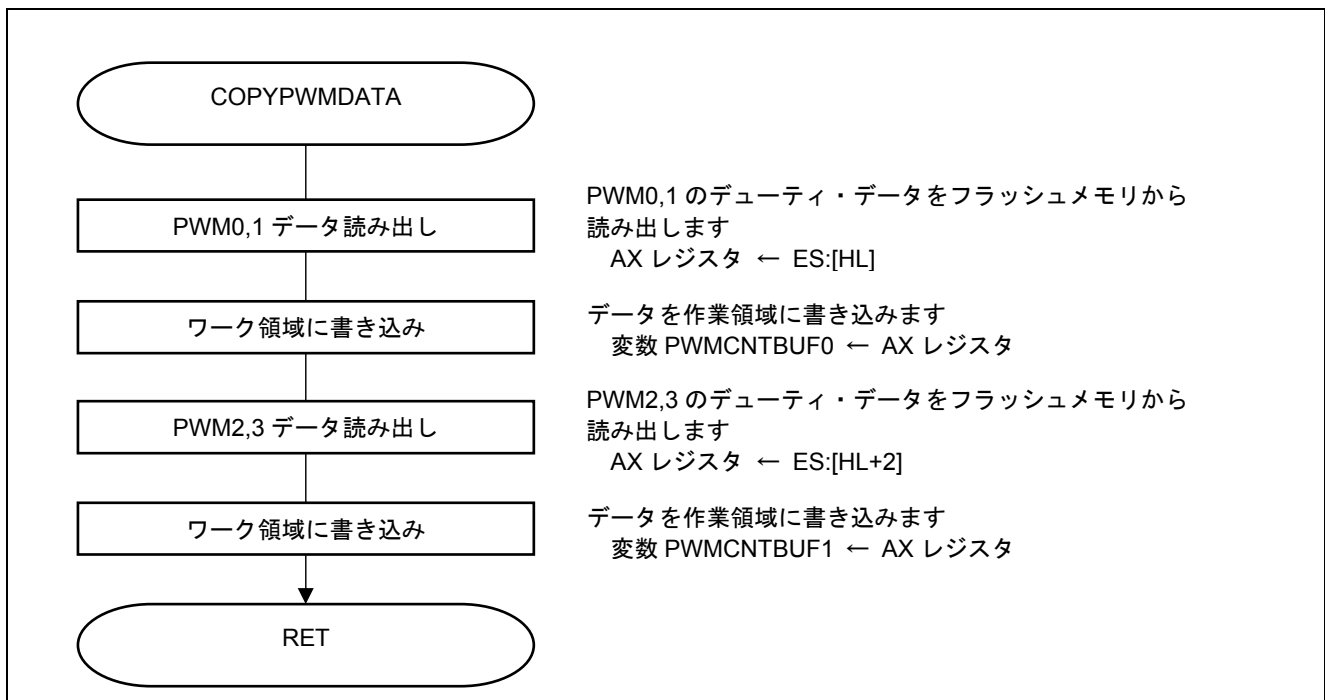 COPYPWMDATA
PWM0,1 データ読み出し
PWM0,1 のデューティ・データをフラッシュメモリから
読み出します
AX レジスタ ← ES:[HL]
ワーク領域に書き込み
データを作業領域に書き込みます
変数 PWMCNTBUF0 ← AX レジスタ
PWM2,3 データ読み出し
PWM2,3 のデューティ・データをフラッシュメモリから
読み出します
AX レジスタ ← ES:[HL+2]
ワーク領域に書き込み
データを作業領域に書き込みます
変数 PWMCNTBUF1 ← AX レジスタ
RET